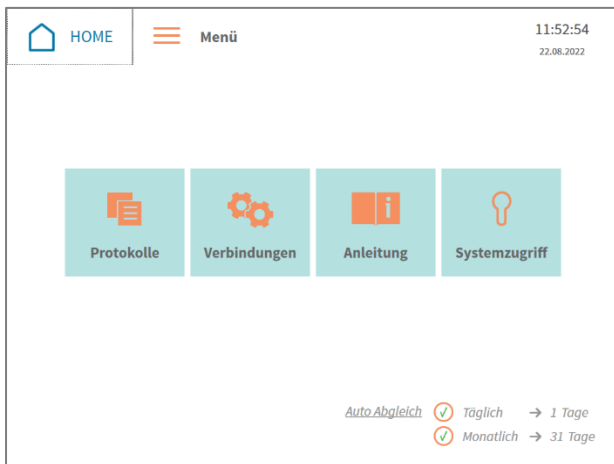 HOME
Menü
11:52:54
22.08.2022
Protokolle
Verbindungen
Anleitung
Systemzugriff
Auto Abgleich Täglich → 1 Tage
Monatlich → 31 Tage